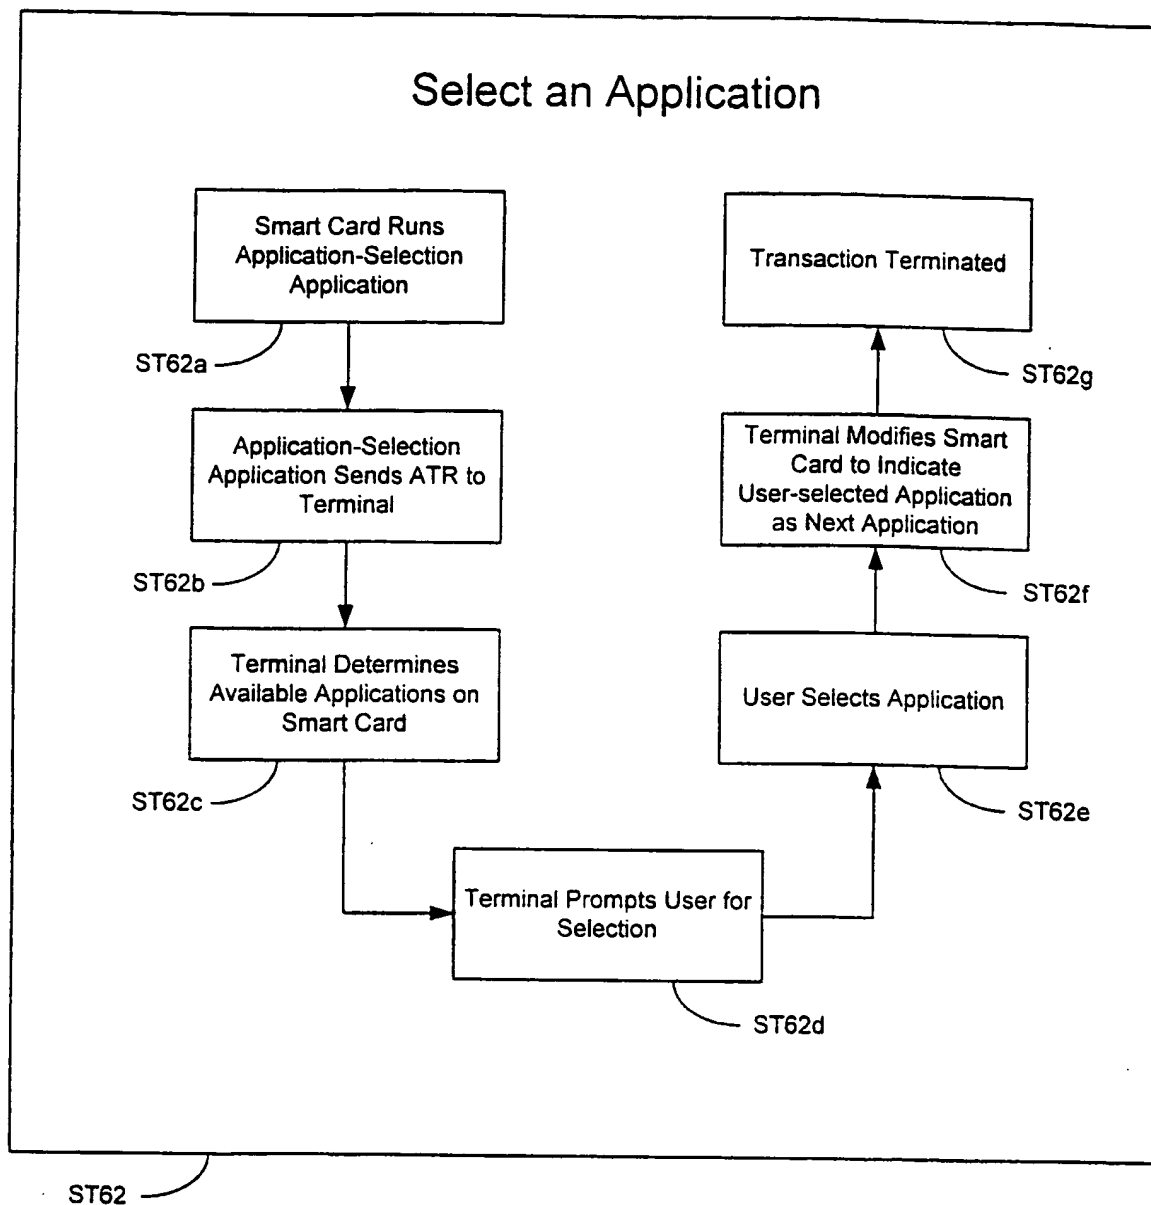 Select an Application
Smart Card Runs
Application-Selection
Application
ST62a
Application-Selection
Application Sends ATR to
Terminal
ST62b
Terminal Determines
Available Applications on
Smart Card
ST62c
Terminal Prompts User for
Selection
ST62d
User Selects Application
ST62e
Terminal Modifies Smart
Card to Indicate
User-selected Application
as Next Application
ST62f
Transaction Terminated
ST62g
ST62